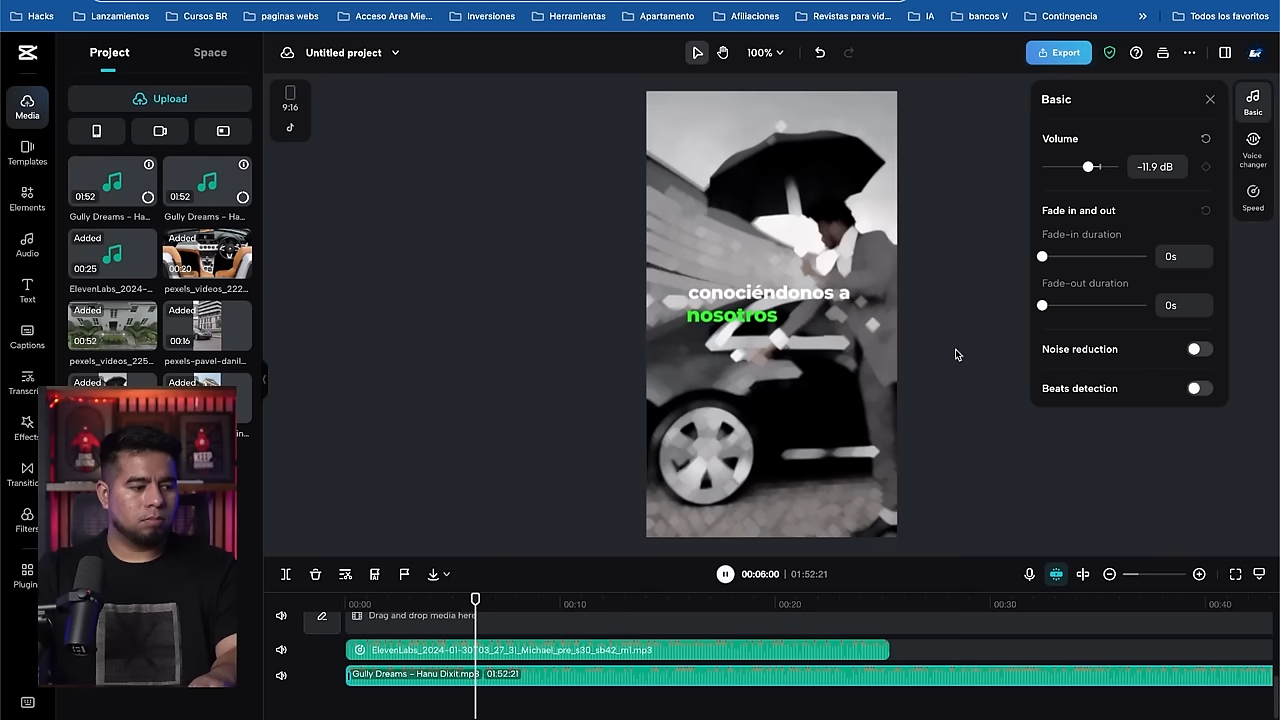 Hacks Lanzamientos Cursos BR paginas webs Acceso Area Mie... Inversiones Herramientas Apartamento Afiliaciones Revistas para vid... IA bancos V Contingencia Todos los favoritos
Project Space
Untitled project
100%
Export
Media
Templates
Elements
Audio
Text
Captions
Transcri
Effect
Transitio
Filters
Plugin
Upload
01:52 01:52
Gully Dreams - Ha... Gully Dreams - Ha...
Added Added
00:25 00:20
ElevenLabs_2024-... pexels_videos_222...
Added Added
00:52 00:16
pexels_videos_225... pexels-pavel-danil...
Added Added
in...
9:16
conociéndonos a
nosotros
KEEP
Basic
Volume
-11.9 dB
Fade in and out
Fade-in duration
0s
Fade-out duration
0s
Noise reduction
Beats detection
Basic
Voice
changer
Speed
00:06:00 | 01:52:21
00:00 00:10 00:20 00:30 00:40
Drag and drop media here
ElevenLabs_2024-01-30T03_27_31_Michael_pre_s30_sb42_m1.mp3
Gully Dreams - Hanu Dixit.mp3 01:52:21